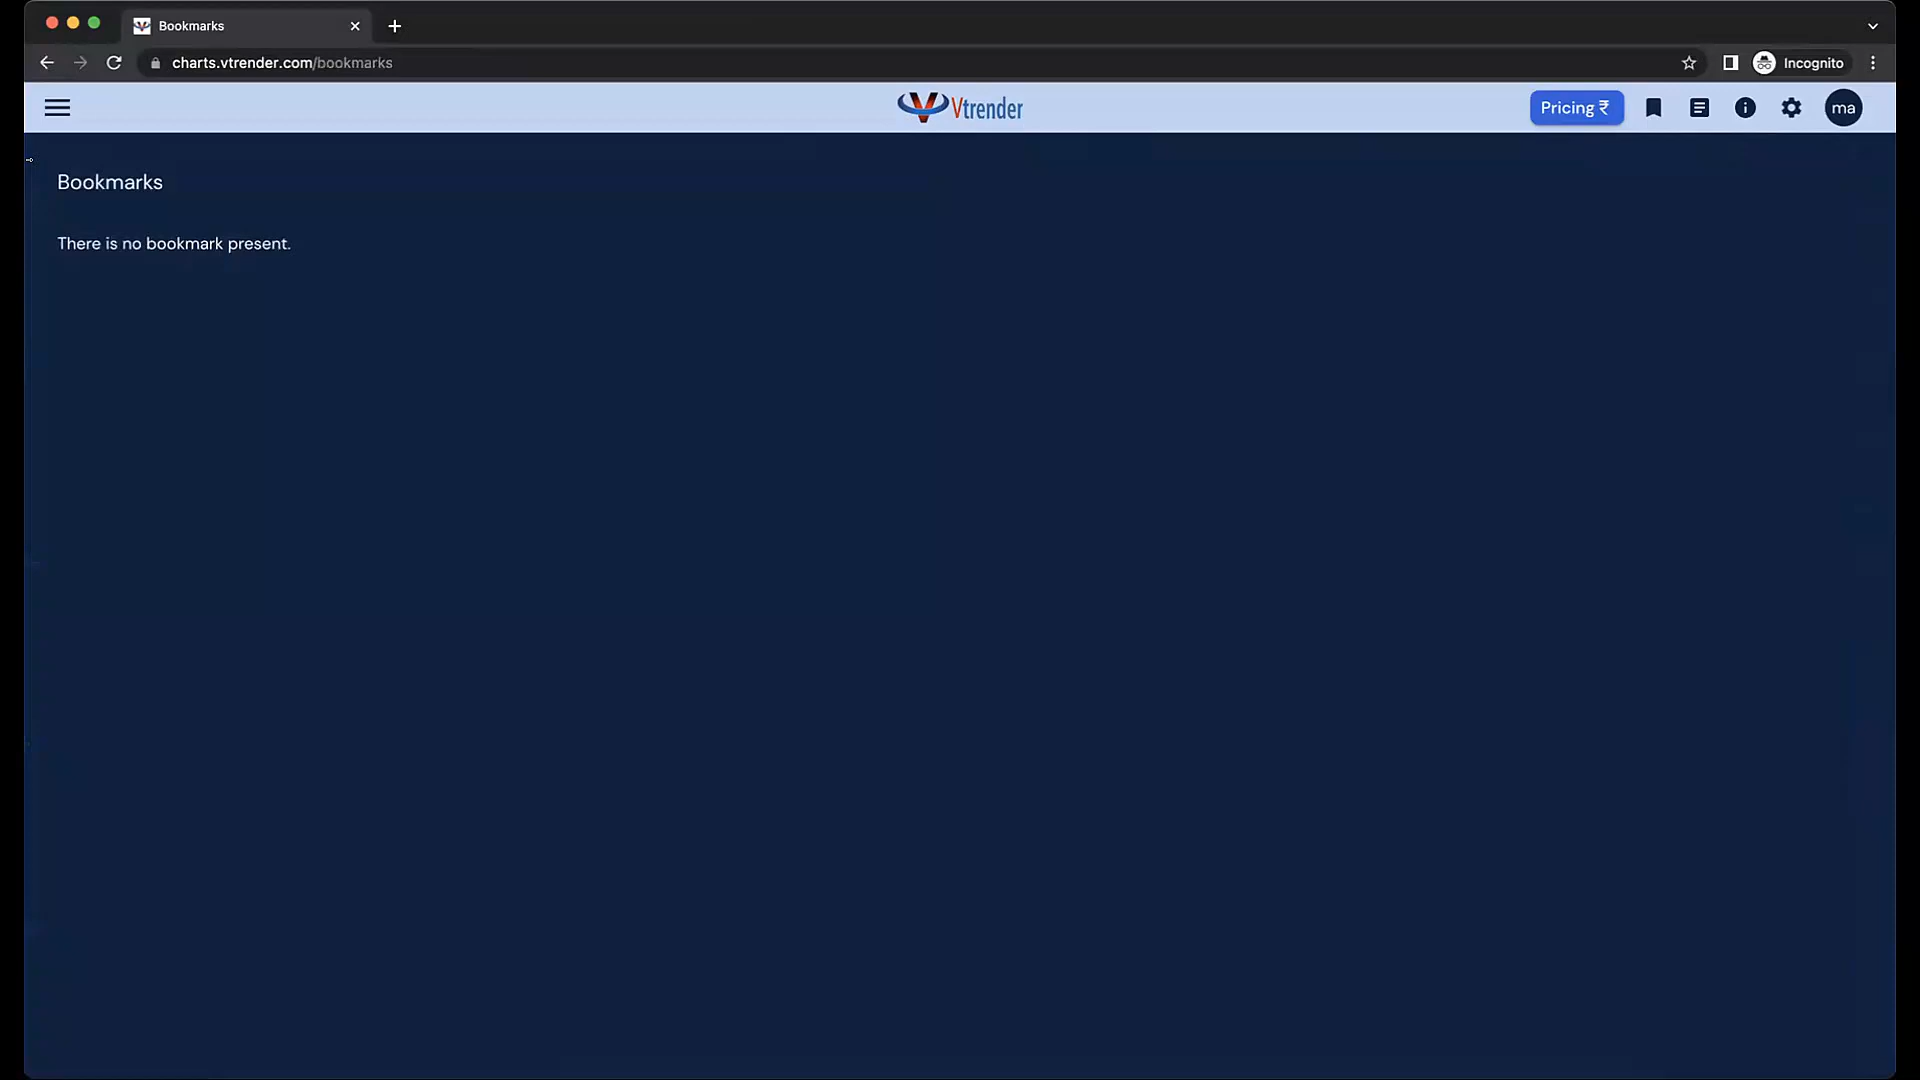 Bookmarks
charts.vtrender.com/bookmarks
Incognito
Vtrender
Pricing ₹
ma
Bookmarks
There is no bookmark present.